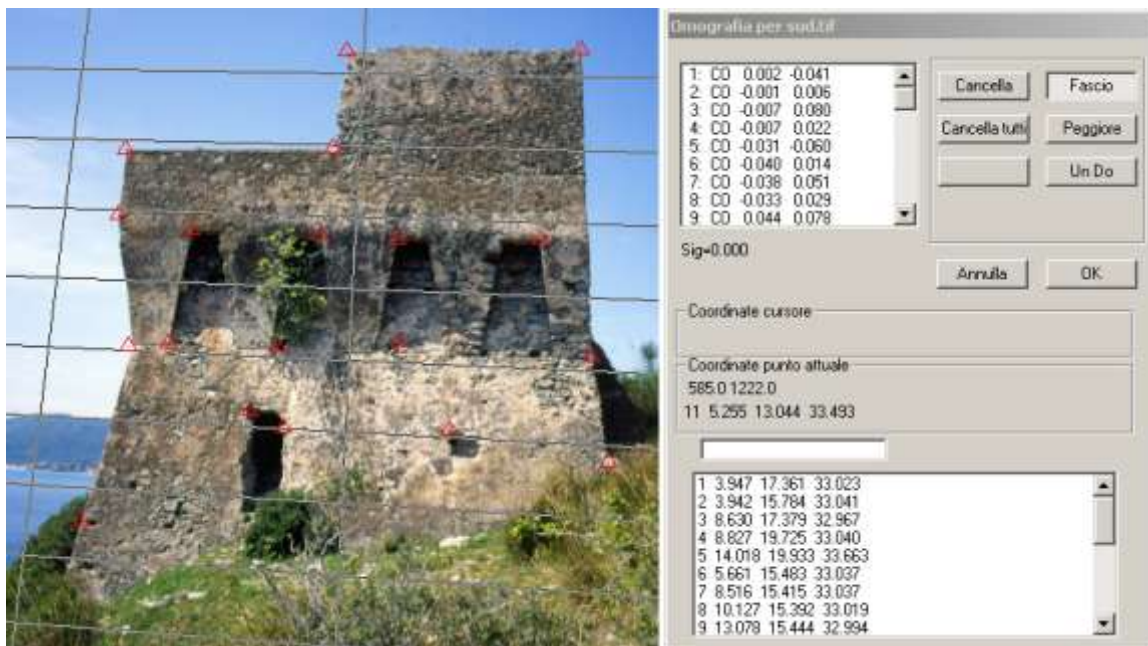 Omografia per sud.tif
1: CO 0.002 -0.041
2: CO -0.001 0.006
3: CO -0.007 0.080
4: CO -0.007 0.022
5: CO -0.031 -0.060
6: CO -0.040 0.014
7: CO -0.038 0.051
8: CO -0.033 0.029
9: CO 0.044 0.078
Cancella
Fascio
Cancella tutti
Peggiore
Un Do
Sig=0.000
Annulla
OK
Coordinate cursore
Coordinate punto attuale
585.0 1222.0
11 5.255 13.044 33.493
1 3.947 17.361 33.023
2 3.942 15.784 33.041
3 8.630 17.379 32.967
4 8.827 19.725 33.040
5 14.018 19.933 33.663
6 5.661 15.483 33.037
7 8.516 15.415 33.037
8 10.127 15.392 33.019
9 13.078 15.444 32.994